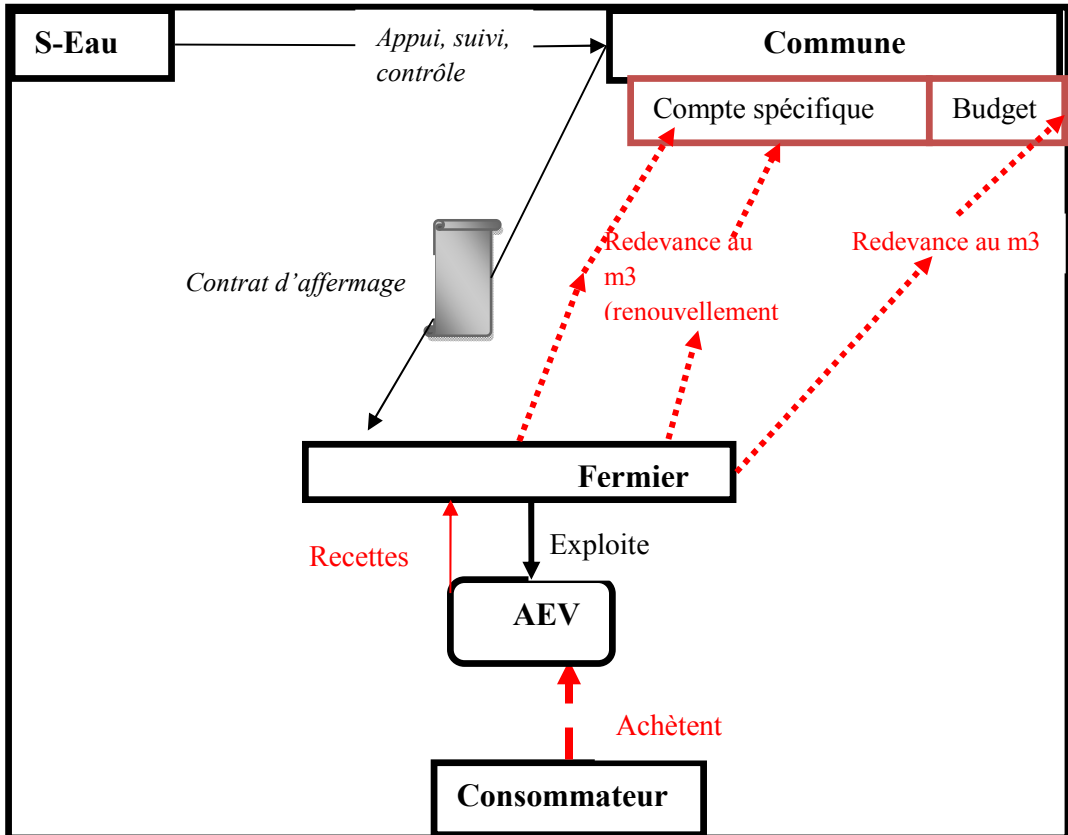 S-Eau
Appui, suivi,
contrôle
Commune
Compte spécifique
Budget
Redevance au
m3
(renouvellement
Redevance au m3
Contrat d’affermage
Fermier
Recettes
Exploite
AEV
Achètent
Consommateur